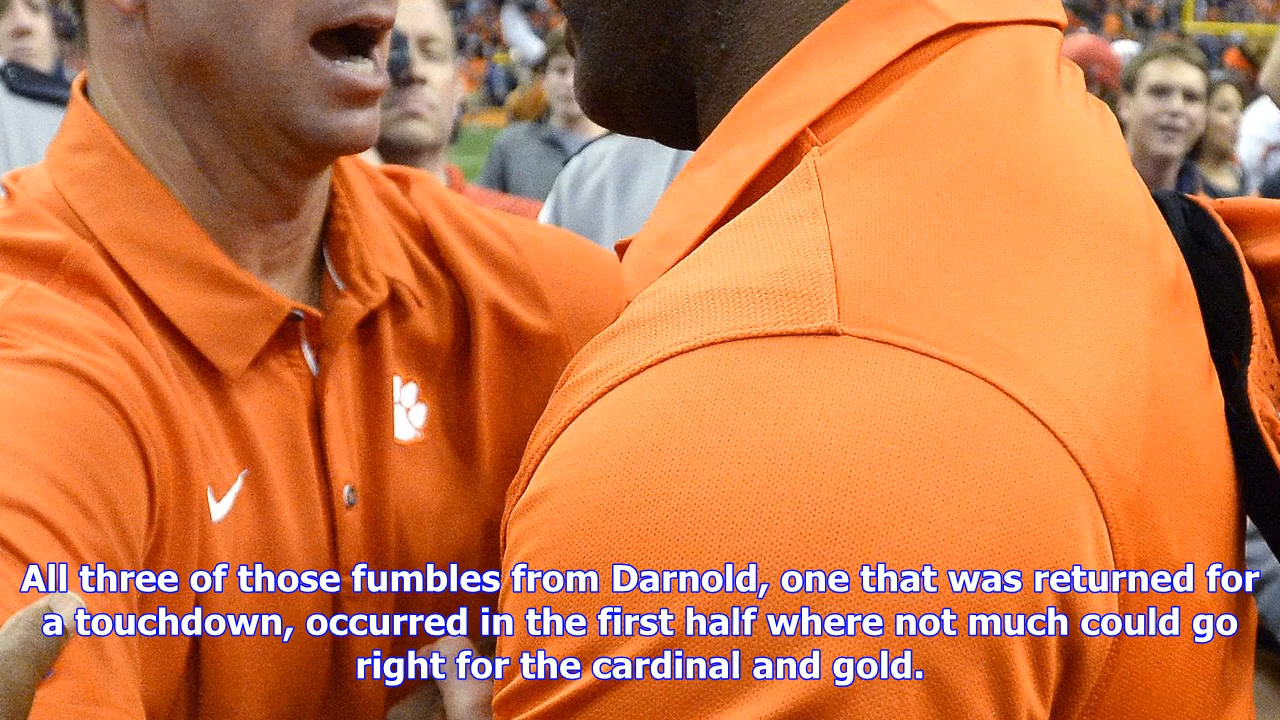 All three of those fumbles from Darnold, one that was returned for
a touchdown, occurred in the first half where not much could go
right for the cardinal and gold.